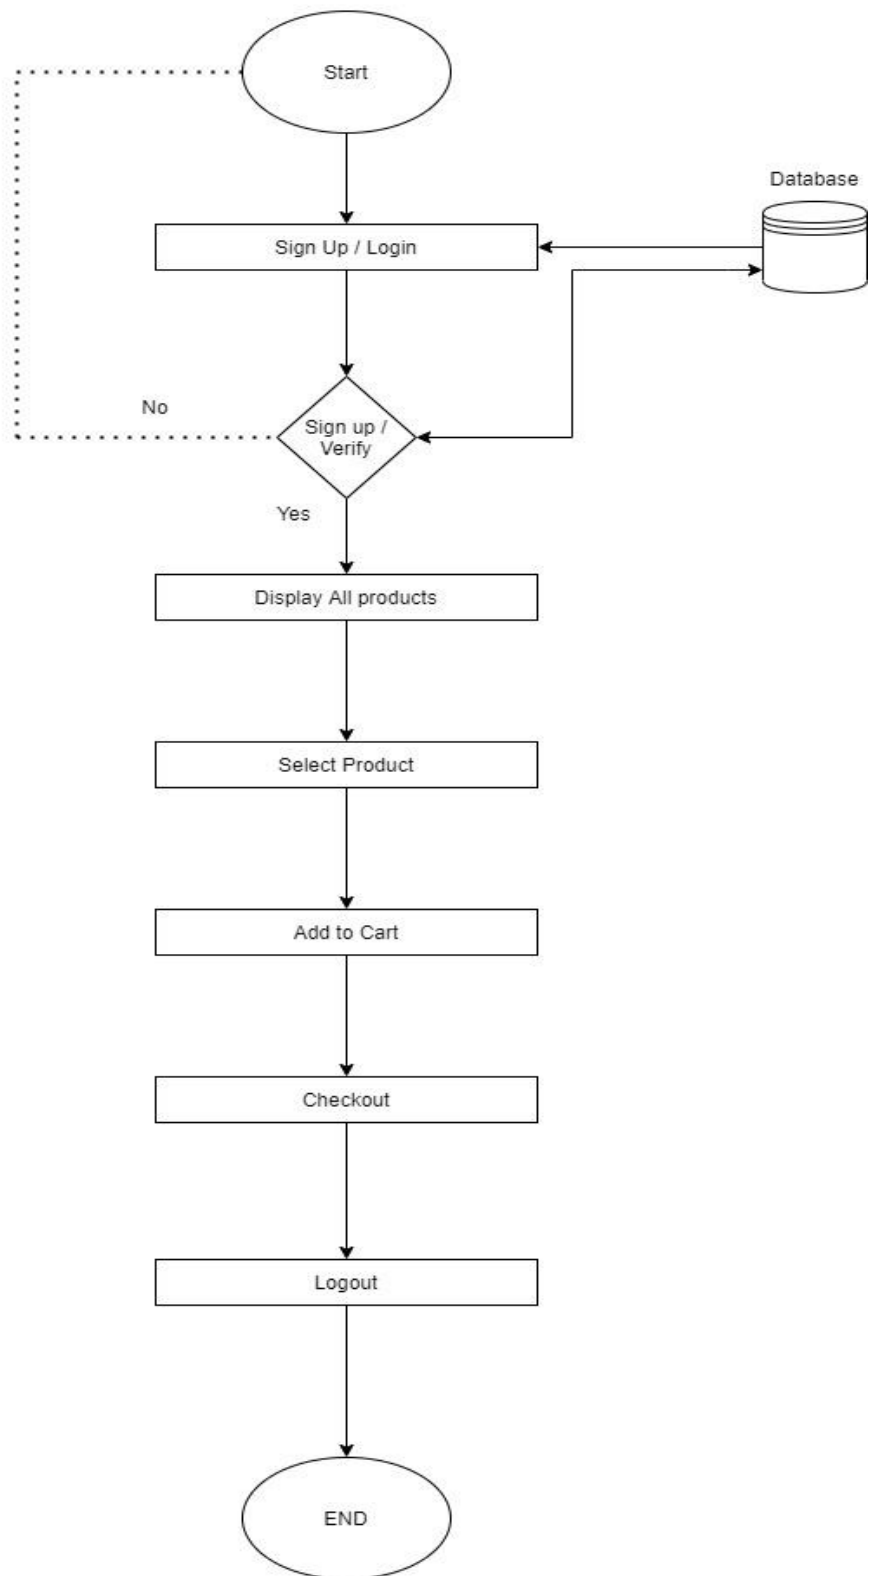 Start
Database
Sign Up / Login
No
Sign up /
Verify
Yes
Display All products
Select Product
Add to Cart
Checkout
Logout
END